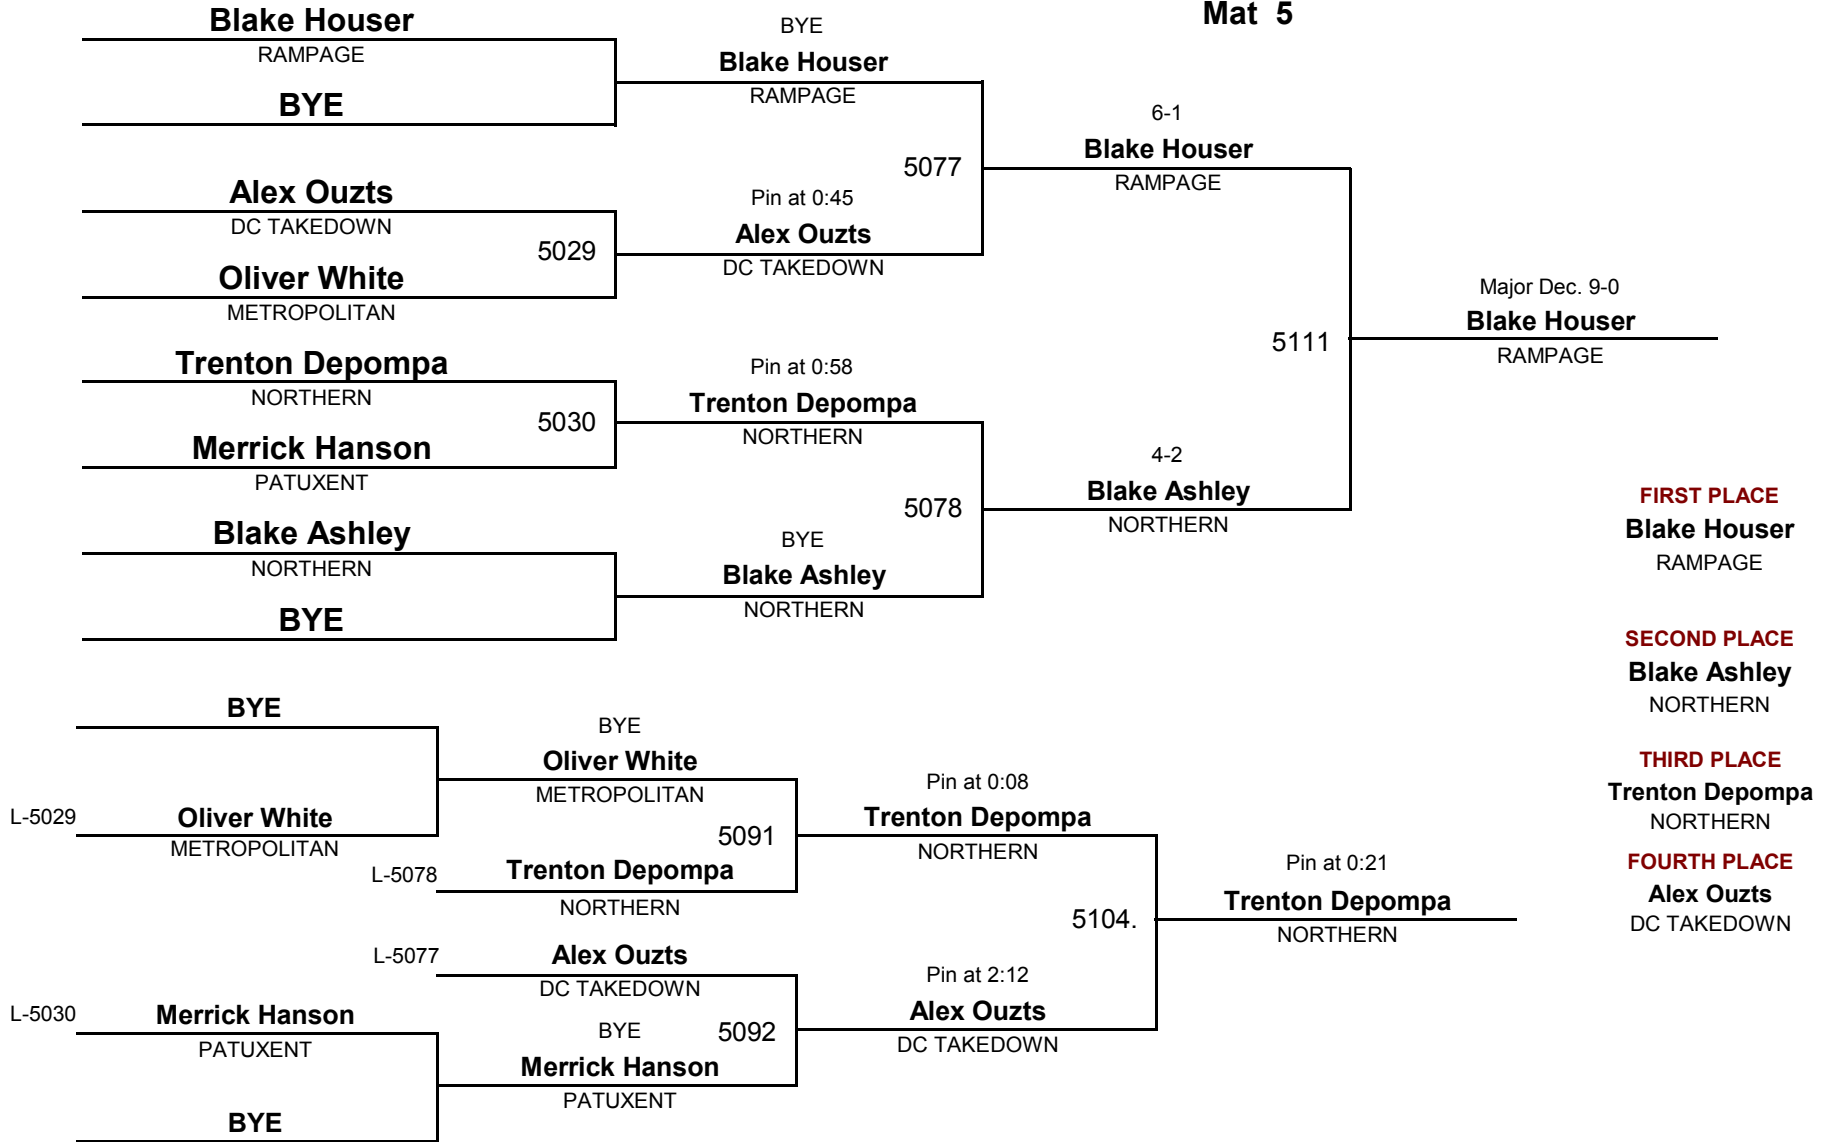 Mat 5
Blake Houser
RAMPAGE
BYE
Alex Ouzts
DC TAKEDOWN
5029
Oliver White
METROPOLITAN
Trenton Depompa
NORTHERN
5030
Merrick Hanson
PATUXENT
Blake Ashley
NORTHERN
BYE
BYE
Blake Houser
RAMPAGE
5077
Pin at 0:45
Alex Ouzts
DC TAKEDOWN
Pin at 0:58
Trenton Depompa
NORTHERN
5078
BYE
Blake Ashley
NORTHERN
6-1
Blake Houser
RAMPAGE
5111
4-2
Blake Ashley
NORTHERN
Major Dec. 9-0
Blake Houser
RAMPAGE
BYE
L-5029
Oliver White
METROPOLITAN
L-5030
Merrick Hanson
PATUXENT
BYE
BYE
Oliver White
METROPOLITAN
5091
L-5078
Trenton Depompa
NORTHERN
L-5077
Alex Ouzts
DC TAKEDOWN
BYE
5092
Merrick Hanson
PATUXENT
Pin at 0:08
Trenton Depompa
NORTHERN
5104.
Pin at 2:12
Alex Ouzts
DC TAKEDOWN
Pin at 0:21
Trenton Depompa
NORTHERN
FIRST PLACE
Blake Houser
RAMPAGE
SECOND PLACE
Blake Ashley
NORTHERN
THIRD PLACE
Trenton Depompa
NORTHERN
FOURTH PLACE
Alex Ouzts
DC TAKEDOWN